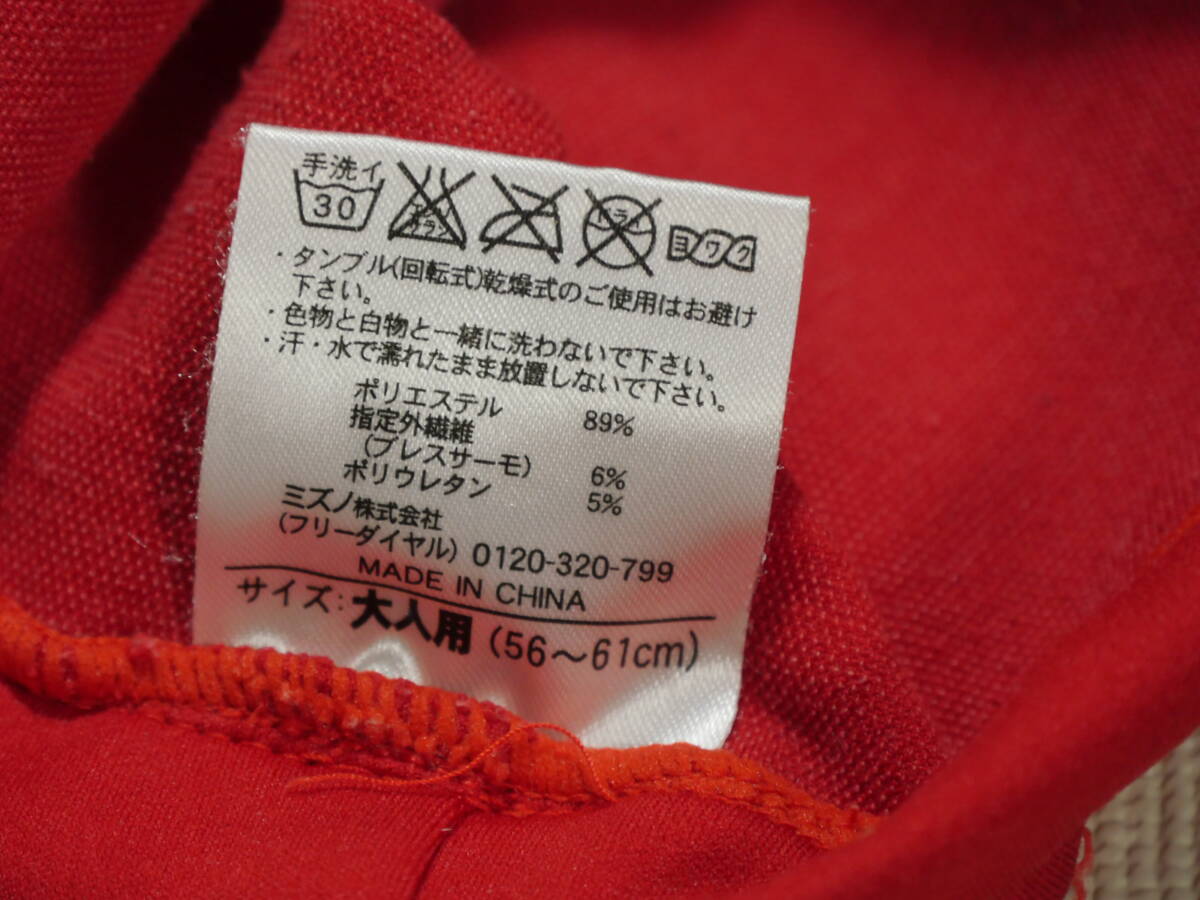 手洗イ
30
エンソ
サラシ
ドライ
ヨワク
・タンブル(回転式)乾燥式のご使用はお避け
下さい。
・色物と白物と一緒に洗わないで下さい。
・汗・水で濡れたまま放置しないで下さい。
ポリエステル 89%
指定外繊維
(ブレスサーモ) 6%
ポリウレタン 5%
ミズノ株式会社
(フリーダイヤル) 0120-320-799
MADE IN CHINA
サイズ：大人用 (56～61cm)